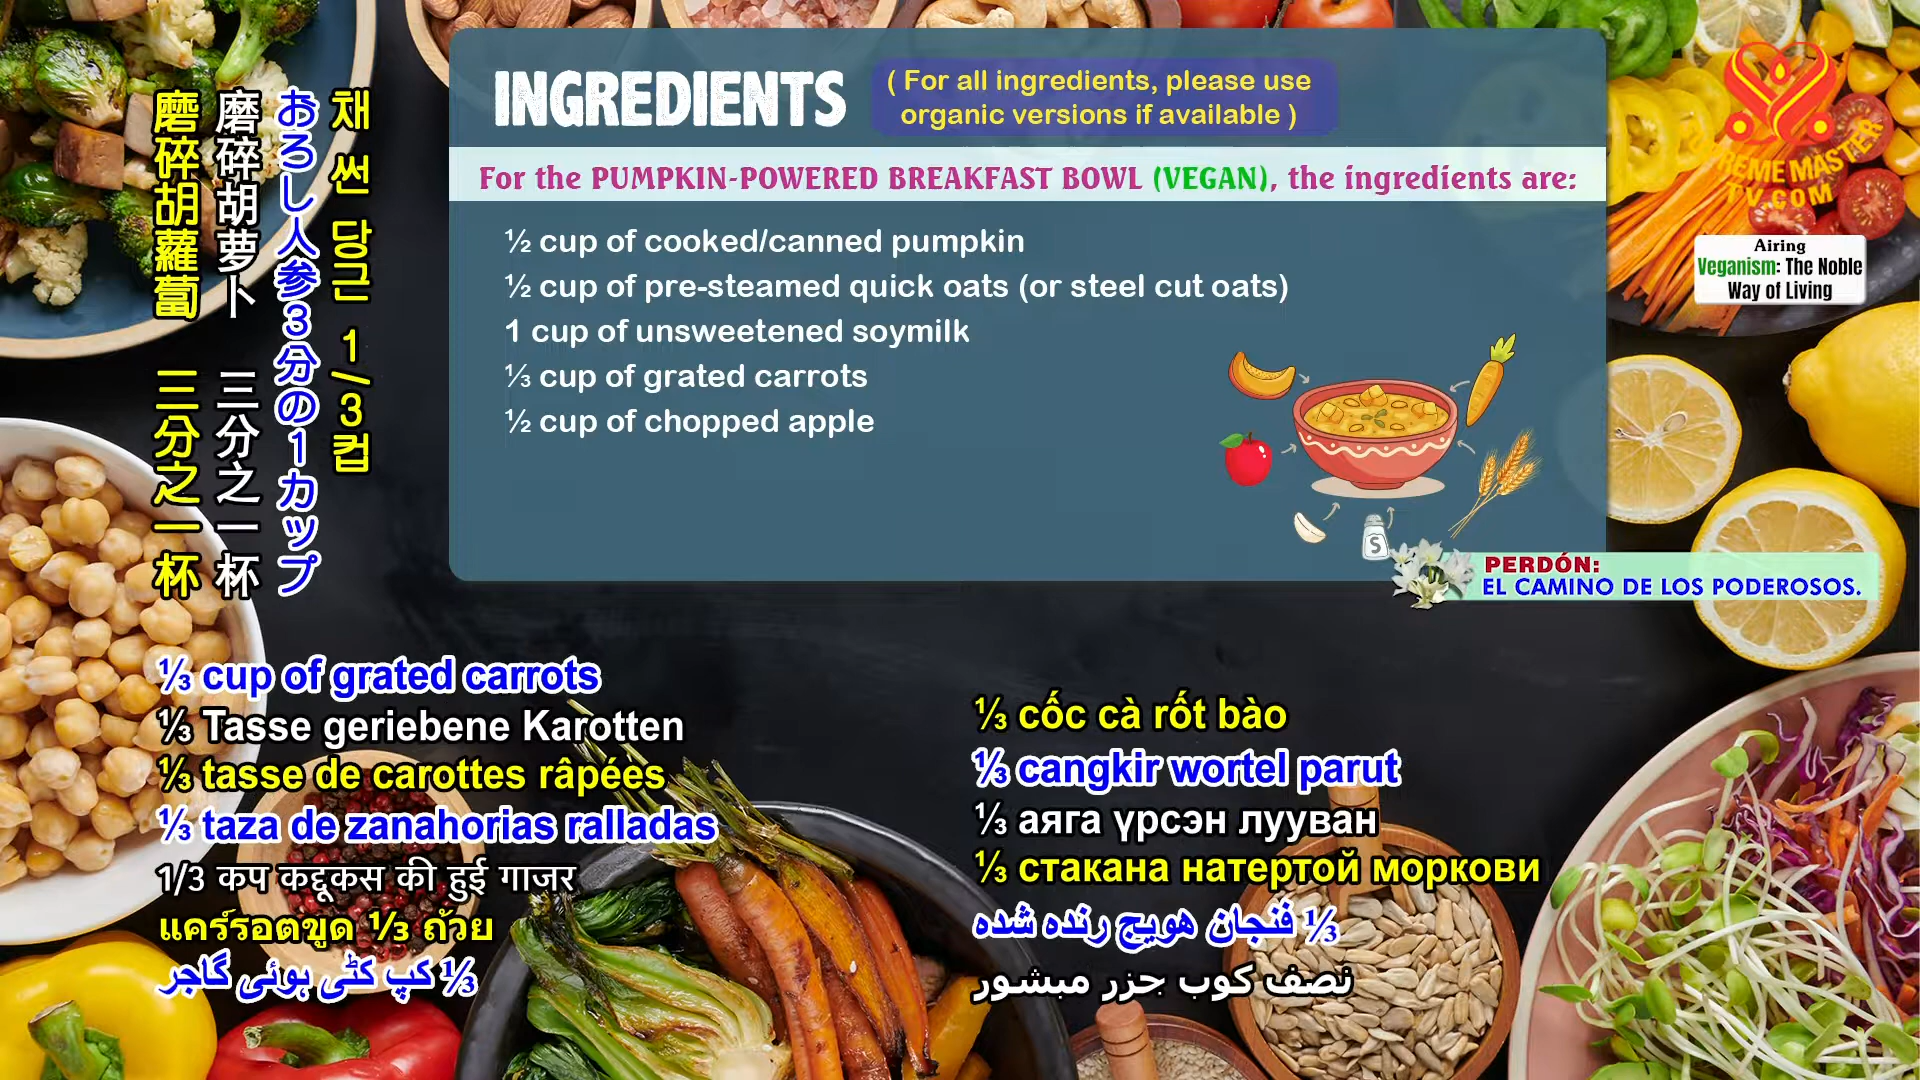 INGREDIENTS
( For all ingredients, please use
organic versions if available )
For the PUMPKIN-POWERED BREAKFAST BOWL (VEGAN), the ingredients are:
½ cup of cooked/canned pumpkin
½ cup of pre-steamed quick oats (or steel cut oats)
1 cup of unsweetened soymilk
⅓ cup of grated carrots
½ cup of chopped apple
S
채 썬 당근 1/3컵
おろし人参3分の1カップ
磨碎胡萝卜 三分之一杯
磨碎胡蘿蔔 三分之一杯
SUPREME MASTER
TV.COM
Airing
Veganism: The Noble
Way of Living
PERDÓN:
EL CAMINO DE LOS PODEROSOS.
⅓ cup of grated carrots
⅓ Tasse geriebene Karotten
⅓ tasse de carottes râpées
⅓ taza de zanahorias ralladas
1/3 कप कद्दूकस की हुई गाजर
แคร์รอตขูด ⅓ ถ้วย
⅓ کپ کٹی ہوئی گاجر
⅓ cốc cà rốt bào
⅓ cangkir wortel parut
⅓ аяга үрсэн лууван
⅓ стакана натертой моркови
⅓ فنجان هویج رنده شده
نصف كوب جزر مبشور